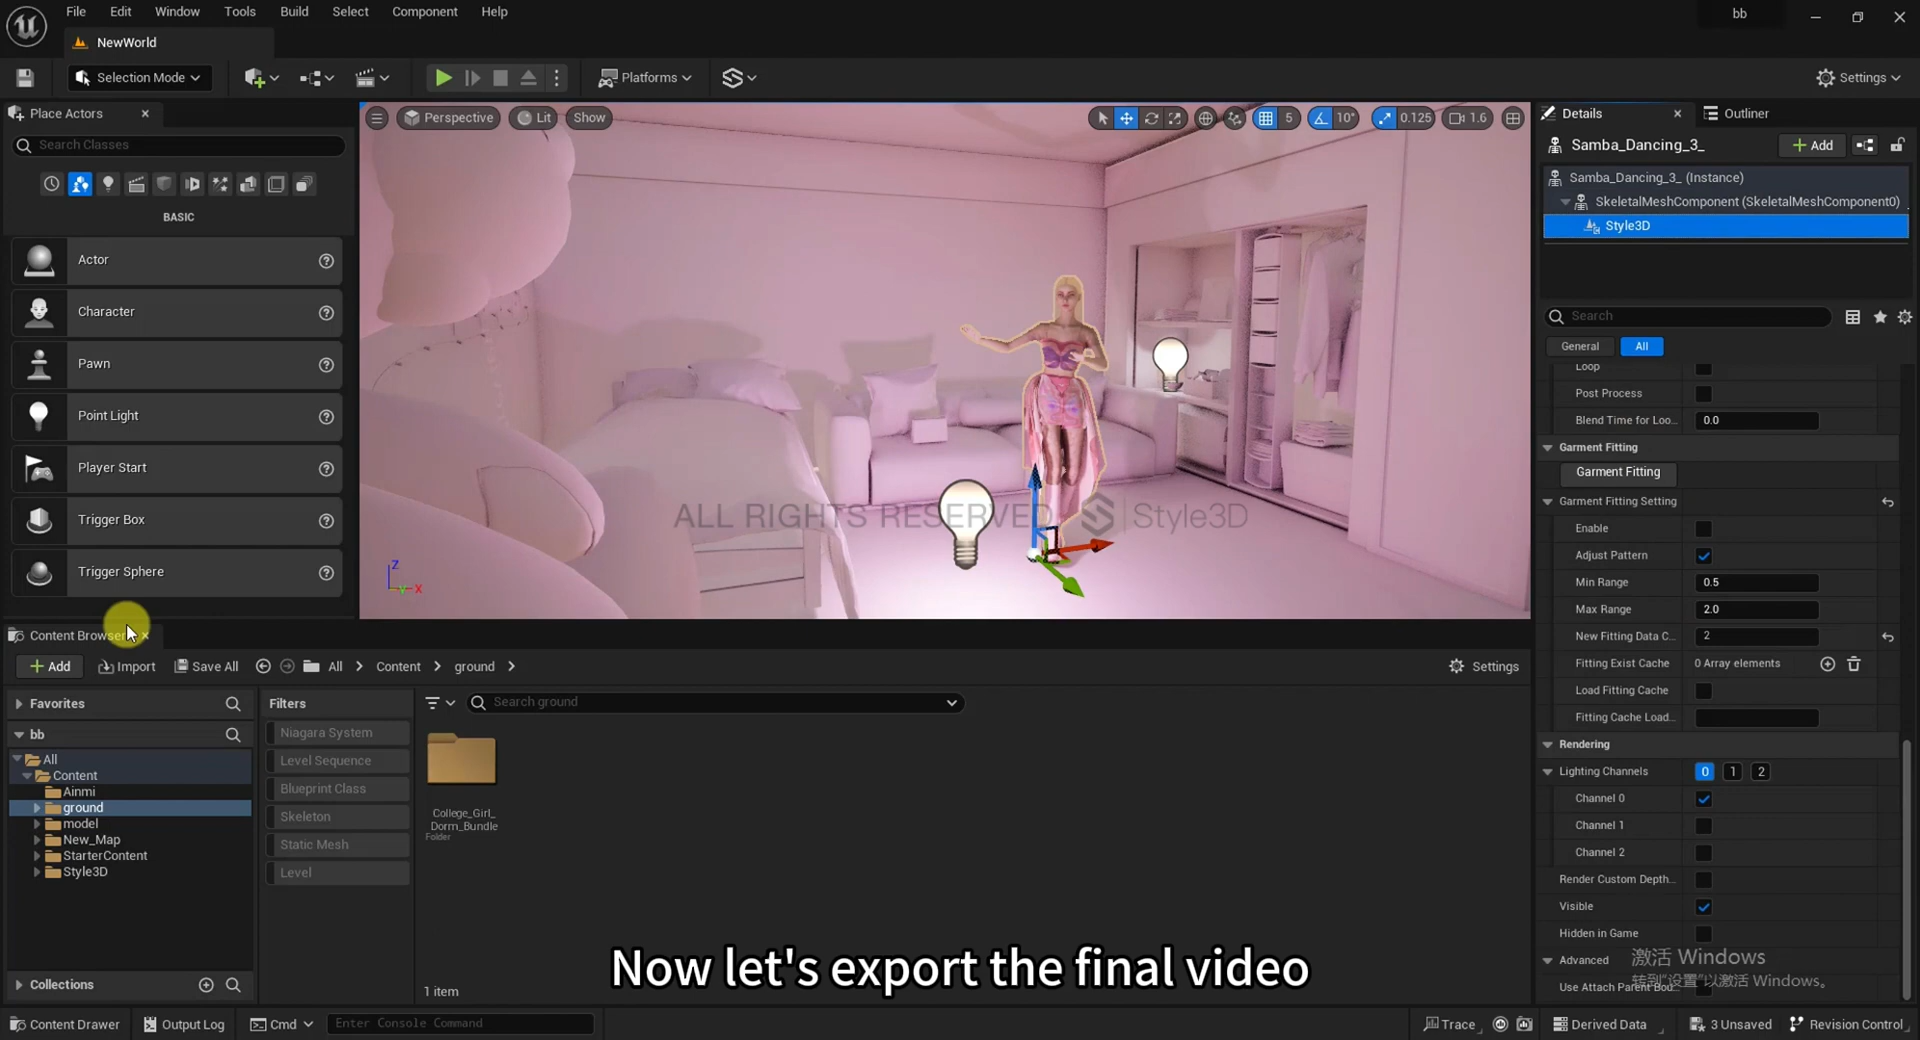 File Edit Window Tools Build Select Component Help
bb
NewWorld
Selection Mode
Platforms
Settings
Place Actors
Search Classes
BASIC
Actor
Character
Pawn
Point Light
Player Start
Trigger Box
Trigger Sphere
Perspective Lit Show
5 10° 0.125 1.6
ALL RIGHTS RESERVED Style3D
Z
X
Details Outliner
Samba_Dancing_3_
Add
Samba_Dancing_3_ (Instance)
SkeletalMeshComponent (SkeletalMeshComponent0)
Style3D
Search
General All
Loop
Post Process
Blend Time for Loo... 0.0
Garment Fitting
Garment Fitting
Garment Fitting Setting
Enable
Adjust Pattern
Min Range 0.5
Max Range 2.0
New Fitting Data C... 2
Fitting Exist Cache 0 Array elements
Load Fitting Cache
Fitting Cache Load...
Rendering
Lighting Channels 0 1 2
Channel 0
Channel 1
Channel 2
Render Custom Depth...
Visible
Hidden in Game
Advanced
Use Attach Parent Bou...
激活 Windows
转到"设置"以激活 Windows。
Content Browser
Add Import Save All All Content ground Settings
Favorites
bb
All
Content
Ainmi
ground
model
New_Map
StarterContent
Style3D
Collections
Filters
Niagara System
Level Sequence
Blueprint Class
Skeleton
Static Mesh
Level
Search ground
College_Girl_
Dorm_Bundle
Folder
1 item
Now let's export the final video
Content Drawer Output Log Cmd Enter Console Command Trace Derived Data 3 Unsaved Revision Control